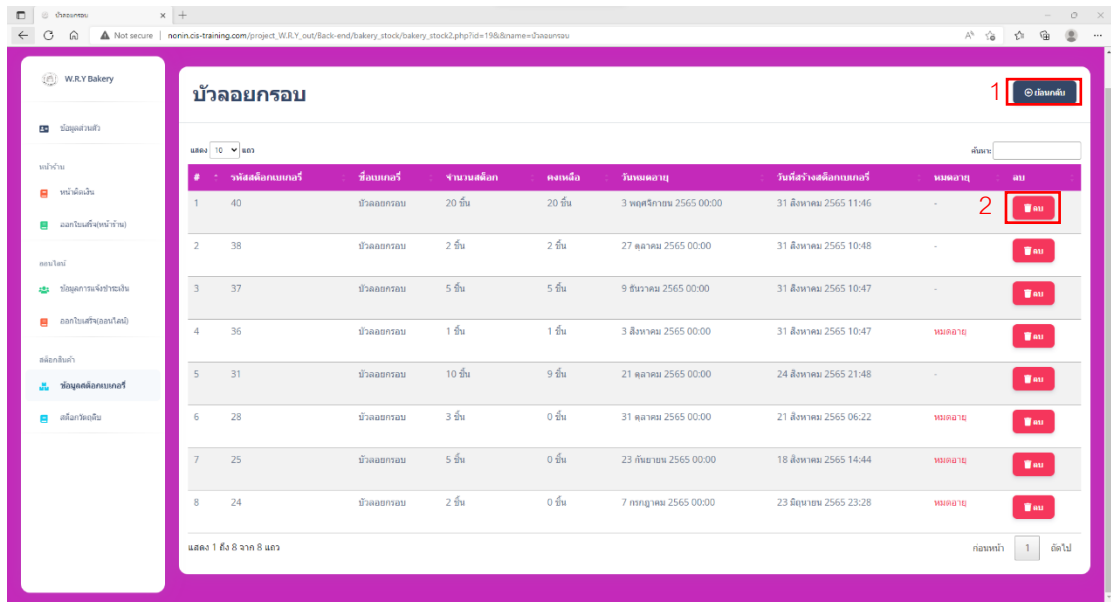 บัวลอยกรอบ
Not secure | nonin.cis-training.com/project_W.R.Y_out/Back-end/bakery_stock/bakery_stock2.php?id=19&8name=บัวลอยกรอบ
W.R.Y Bakery
ข้อมูลส่วนตัว
หน้าร้าน
หน้าคิดเงิน
ออกใบเสร็จ(หน้าร้าน)
ออนไลน์
ข้อมูลการแจ้งชำระเงิน
ออกใบเสร็จ(ออนไลน์)
สต็อกสินค้า
ข้อมูลสต็อกเบเกอรี่
สต็อกวัตถุดิบ
บัวลอยกรอบ
1 ย้อนกลับ
แสดง 10 แถว ค้นหา:
# รหัสสต็อกเบเกอรี่ ชื่อเบเกอรี่ จำนวนสต็อก คงเหลือ วันหมดอายุ วันที่สร้างสต็อกเบเกอรี่ หมดอายุ ลบ
1 40 บัวลอยกรอบ 20 ชิ้น 20 ชิ้น 3 พฤศจิกายน 2565 00:00 31 สิงหาคม 2565 11:46 - 2 ลบ
2 38 บัวลอยกรอบ 2 ชิ้น 2 ชิ้น 27 ตุลาคม 2565 00:00 31 สิงหาคม 2565 10:48 - ลบ
3 37 บัวลอยกรอบ 5 ชิ้น 5 ชิ้น 9 ธันวาคม 2565 00:00 31 สิงหาคม 2565 10:47 - ลบ
4 36 บัวลอยกรอบ 1 ชิ้น 1 ชิ้น 3 สิงหาคม 2565 00:00 31 สิงหาคม 2565 10:47 หมดอายุ ลบ
5 31 บัวลอยกรอบ 10 ชิ้น 9 ชิ้น 21 ตุลาคม 2565 00:00 24 สิงหาคม 2565 21:48 - ลบ
6 28 บัวลอยกรอบ 3 ชิ้น 0 ชิ้น 31 ตุลาคม 2565 00:00 21 สิงหาคม 2565 06:22 หมดอายุ ลบ
7 25 บัวลอยกรอบ 5 ชิ้น 0 ชิ้น 23 กันยายน 2565 00:00 18 สิงหาคม 2565 14:44 หมดอายุ ลบ
8 24 บัวลอยกรอบ 2 ชิ้น 0 ชิ้น 7 กรกฎาคม 2565 00:00 23 มิถุนายน 2565 23:28 หมดอายุ ลบ
แสดง 1 ถึง 8 จาก 8 แถว ก่อนหน้า 1 ถัดไป